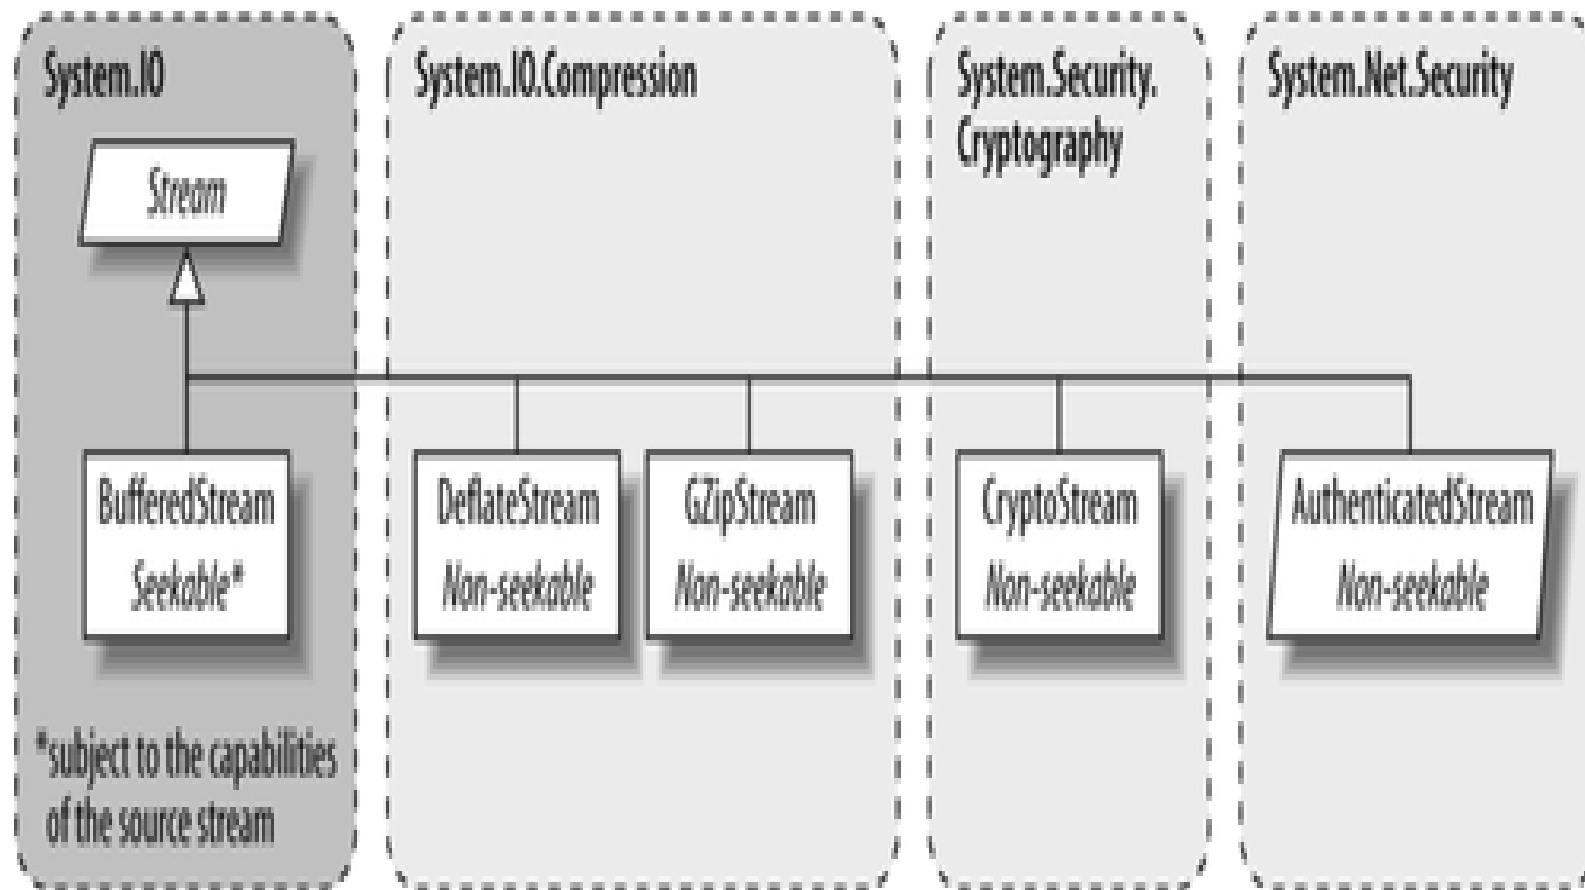 System.IO
Stream
BufferedStream
Seekable*
*subject to the capabilities
of the source stream
System.IO.Compression
DeflateStream
Non-seekable
GZipStream
Non-seekable
System.Security.
Cryptography
CryptoStream
Non-seekable
System.Net.Security
AuthenticatedStream
Non-seekable